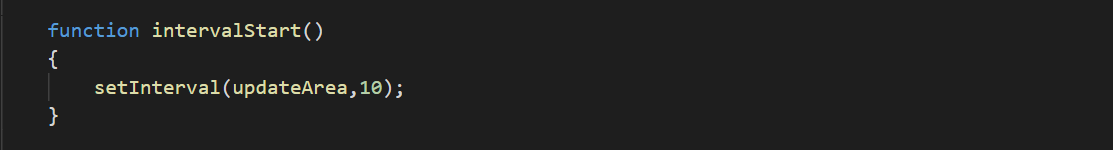 function intervalStart()
{
    setInterval(updateArea,10);
}